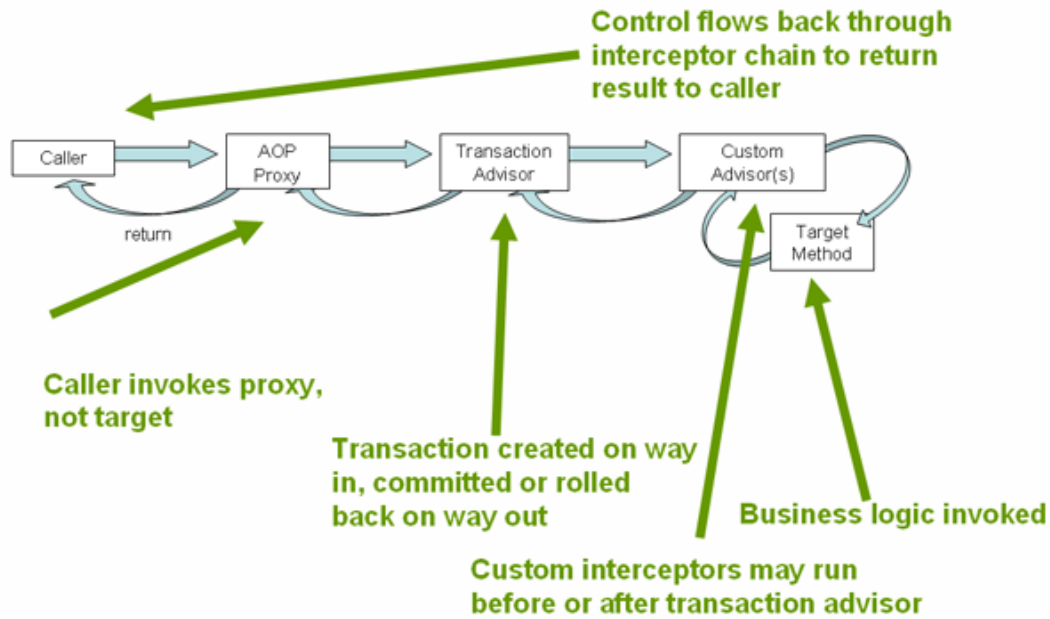 Control flows back through
interceptor chain to return
result to caller
Caller
AOP
Proxy
Transaction
Advisor
Custom
Advisor(s)
return
Target
Method
Caller invokes proxy,
not target
Transaction created on way
in, committed or rolled
back on way out
Business logic invoked
Custom interceptors may run
before or after transaction advisor